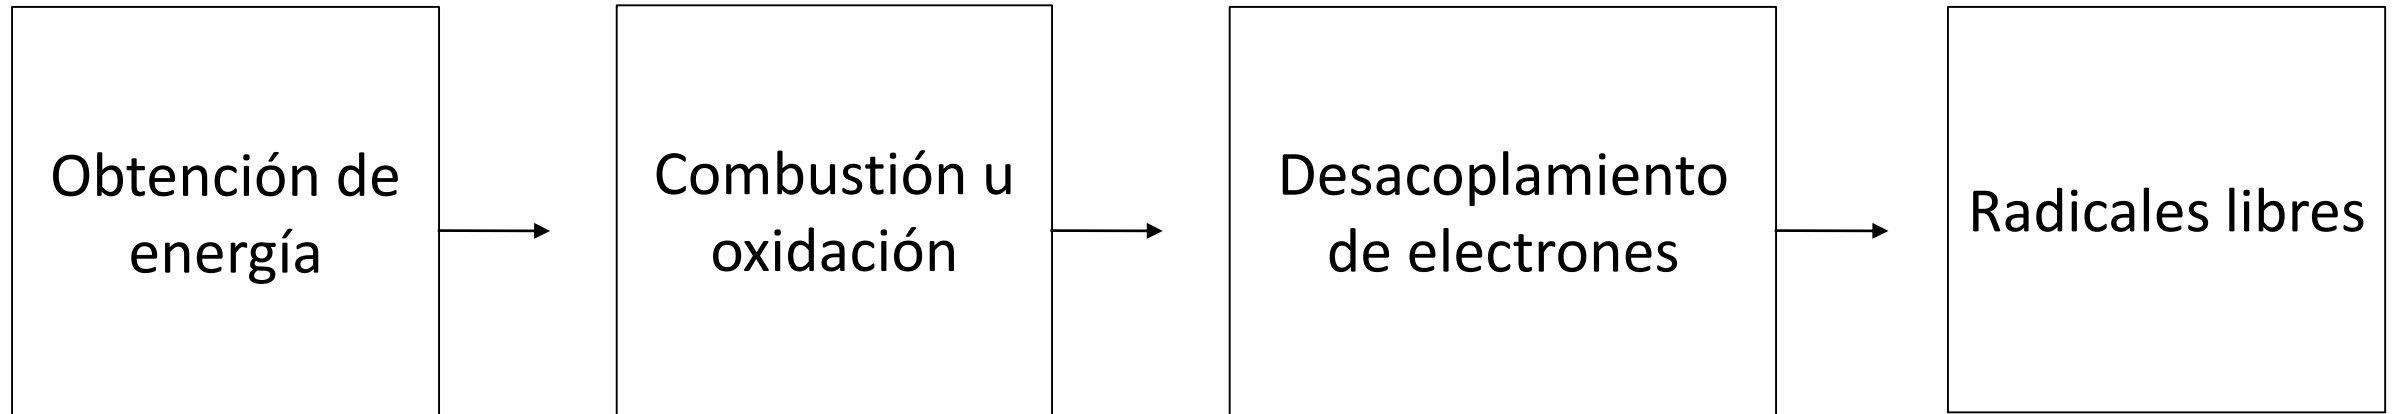 Obtención de
energía
Combustión u
oxidación
Desacoplamiento
de electrones
Radicales libres